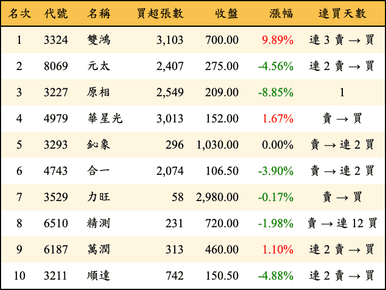 名次 代號 名稱 買超張數 收盤 漲幅 連買天數
1 3324 雙鴻 3,103 700.00 9.89% 連 3 賣 → 買
2 8069 元太 2,407 275.00 -4.56% 連 2 賣 → 買
3 3227 原相 2,549 209.00 -8.85% 1
4 4979 華星光 3,013 152.00 1.67% 賣 → 買
5 3293 鈊象 296 1,030.00 0.00% 賣 → 連 2 買
6 4743 合一 2,074 106.50 -3.90% 賣 → 連 2 買
7 3529 力旺 58 2,980.00 -0.17% 賣 → 買
8 6510 精測 231 720.00 -1.98% 賣 → 連 12 買
9 6187 萬潤 313 460.00 1.10% 連 2 賣 → 買
10 3211 順達 742 150.50 -4.88% 連 2 賣 → 買